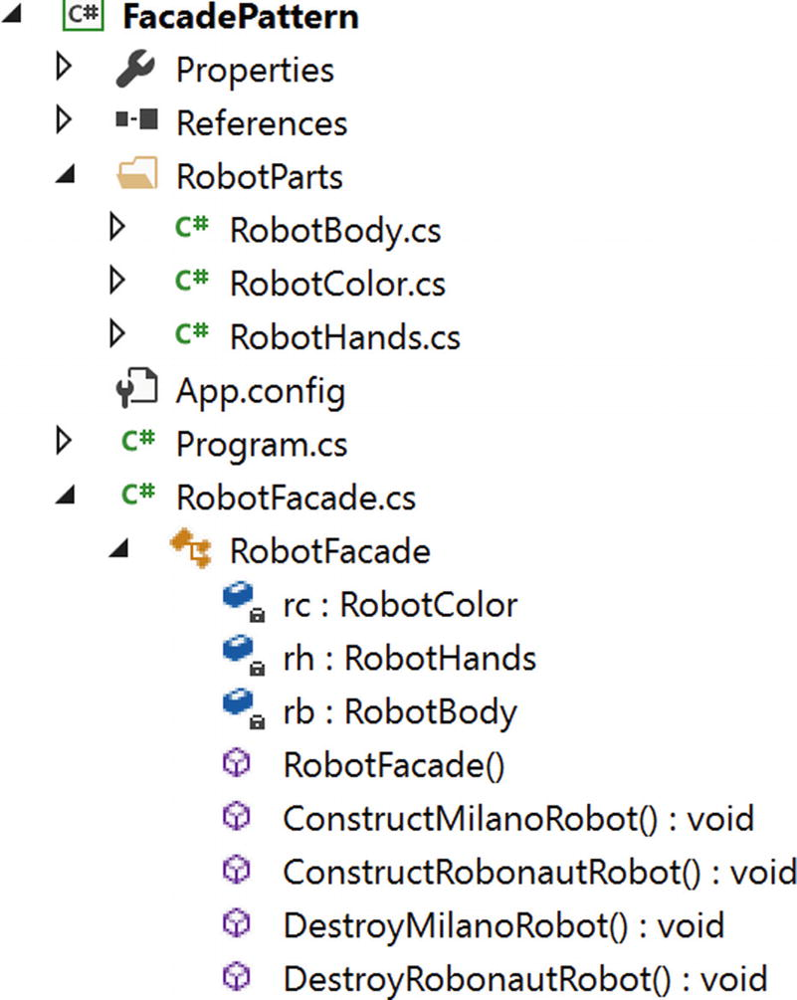 C# FacadePattern
Properties
References
RobotParts
C# RobotBody.cs
C# RobotColor.cs
C# RobotHands.cs
App.config
C# Program.cs
C# RobotFacade.cs
RobotFacade
rc : RobotColor
rh : RobotHands
rb : RobotBody
RobotFacade()
ConstructMilanoRobot() : void
ConstructRobonautRobot() : void
DestroyMilanoRobot() : void
DestroyRobonautRobot() : void